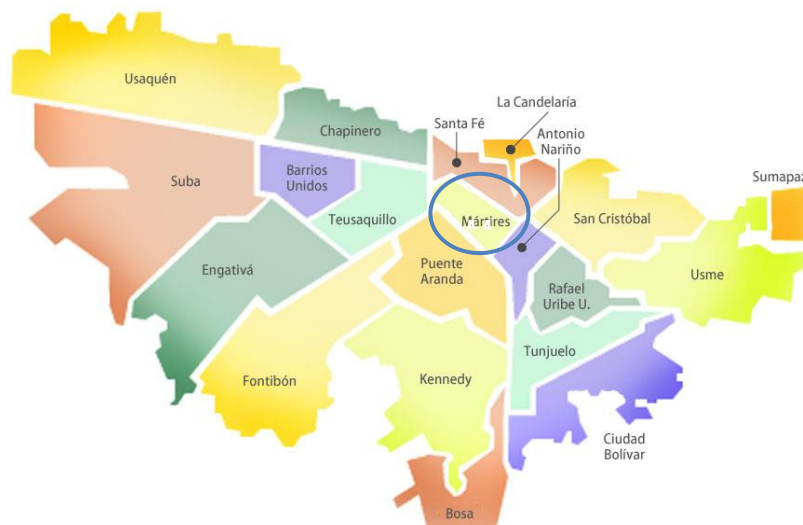 Usaquén
La Candelaría
Santa Fé
Antonio
Nariño
Chapinero
Barrios
Unidos
Suba
Sumapaz
Teusaquillo
Mártires
San Cristóbal
Engativá
Puente
Aranda
Usme
Rafael
Uribe U.
Tunjuelo
Fontibón
Kennedy
Ciudad
Bolívar
Bosa